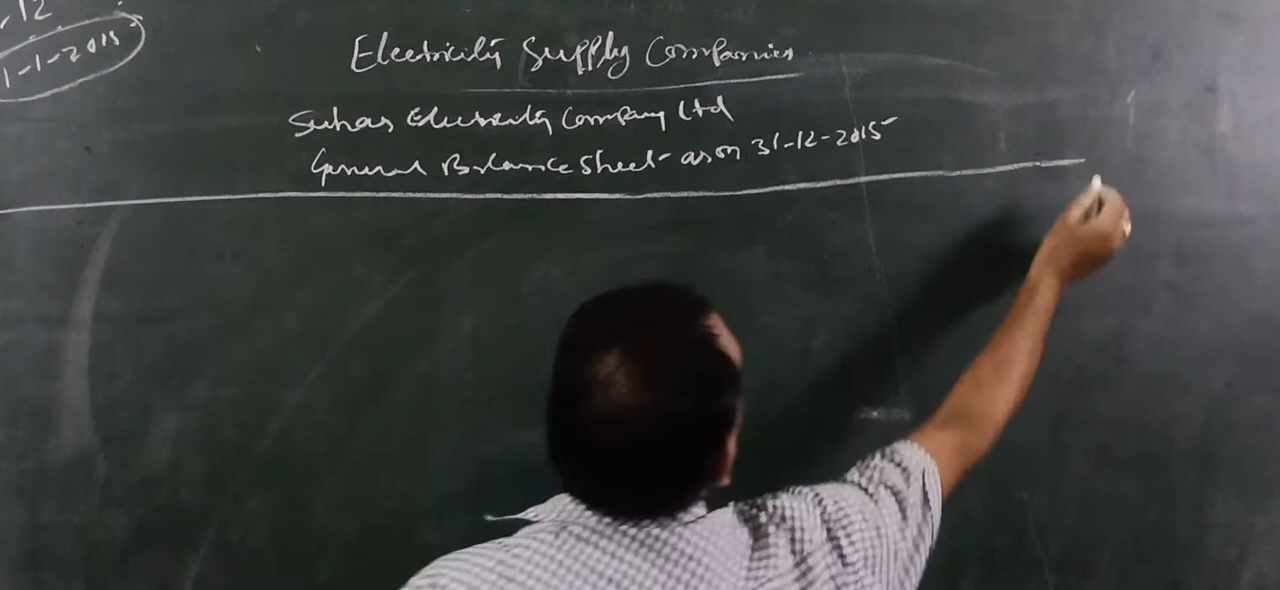 .12
1-1-2015
Electricity Supply Companies
Suhas Electricity Company Ltd
General Balance Sheet as on 31-12-2015